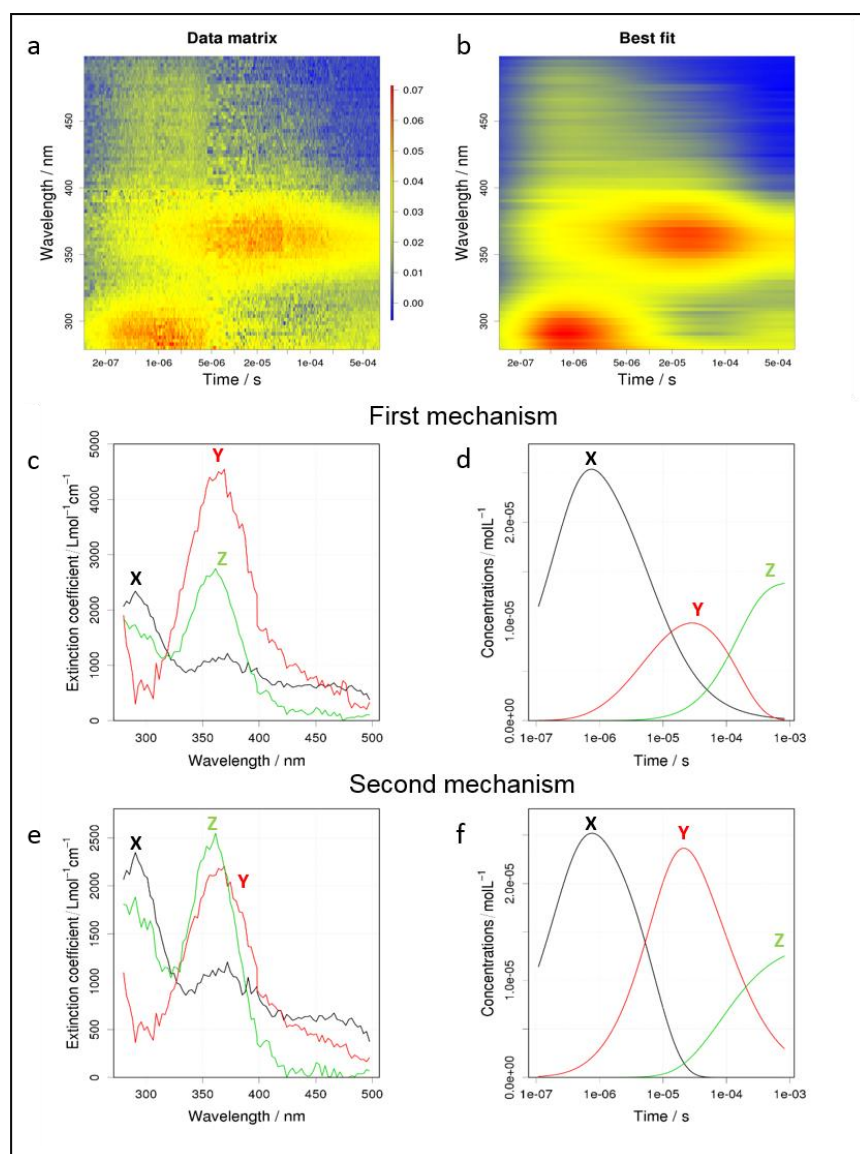 a
Data matrix
b
Best fit
Wavelength / nm
450
400
350
300
0.07
0.06
0.05
0.04
0.03
0.02
0.01
0.00
Wavelength / nm
450
400
350
300
2e-07 1e-06 5e-06 2e-05 1e-04 5e-04
Time / s
2e-07 1e-06 5e-06 2e-05 1e-04 5e-04
Time / s
First mechanism
c
Extinction coefficient/Lmol⁻¹cm⁻¹
5000
4000
3000
2000
1000
0
X
Y
Z
300 350 400 450 500
Wavelength / nm
d
Concentrations/molL⁻¹
2.0e-05
1.0e-05
0.0e+00
X
Y
Z
1e-07 1e-06 1e-05 1e-04 1e-03
Time / s
Second mechanism
e
Extinction coefficient/Lmol⁻¹cm⁻¹
2500
2000
1500
1000
500
0
X
Z
Y
300 350 400 450 500
Wavelength / nm
f
Concentrations/molL⁻¹
2.0e-05
1.0e-05
0.0e+00
X
Y
Z
1e-07 1e-06 1e-05 1e-04 1e-03
Time / s